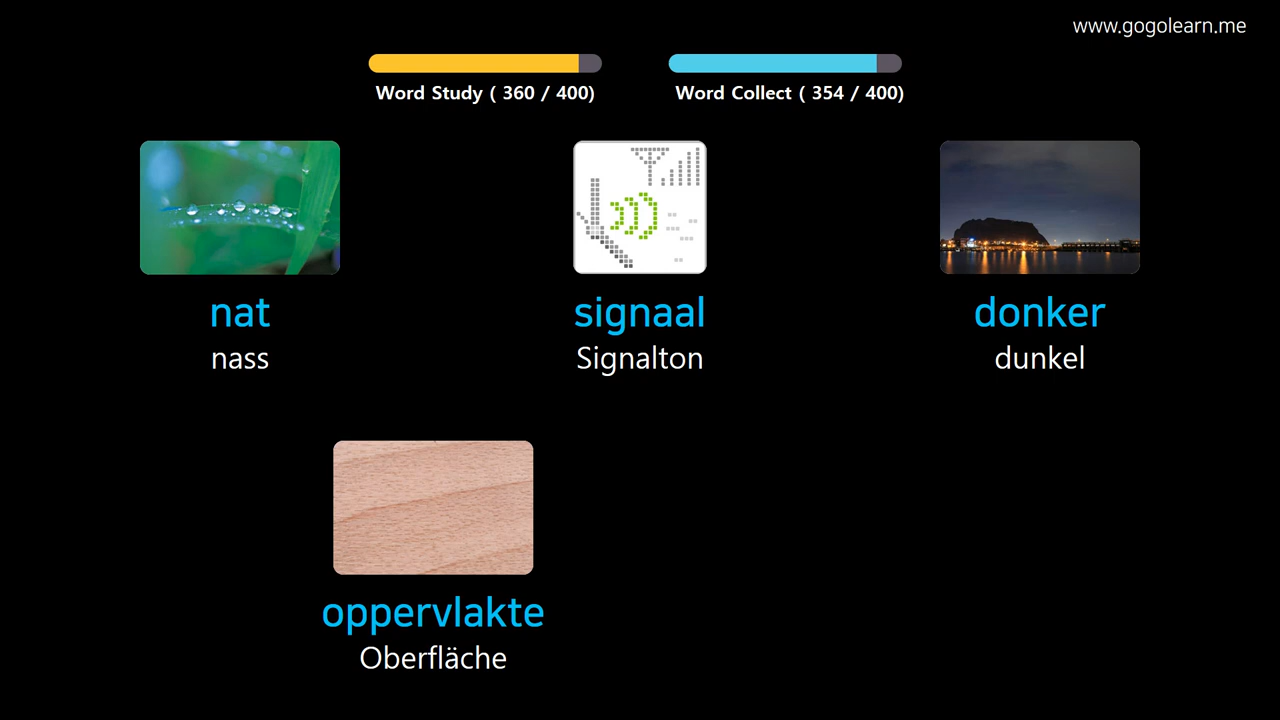 www.gogolearn.me
Word Study ( 360 / 400)
Word Collect ( 354 / 400)
nat
nass
signaal
Signalton
donker
dunkel
oppervlakte
Oberfläche